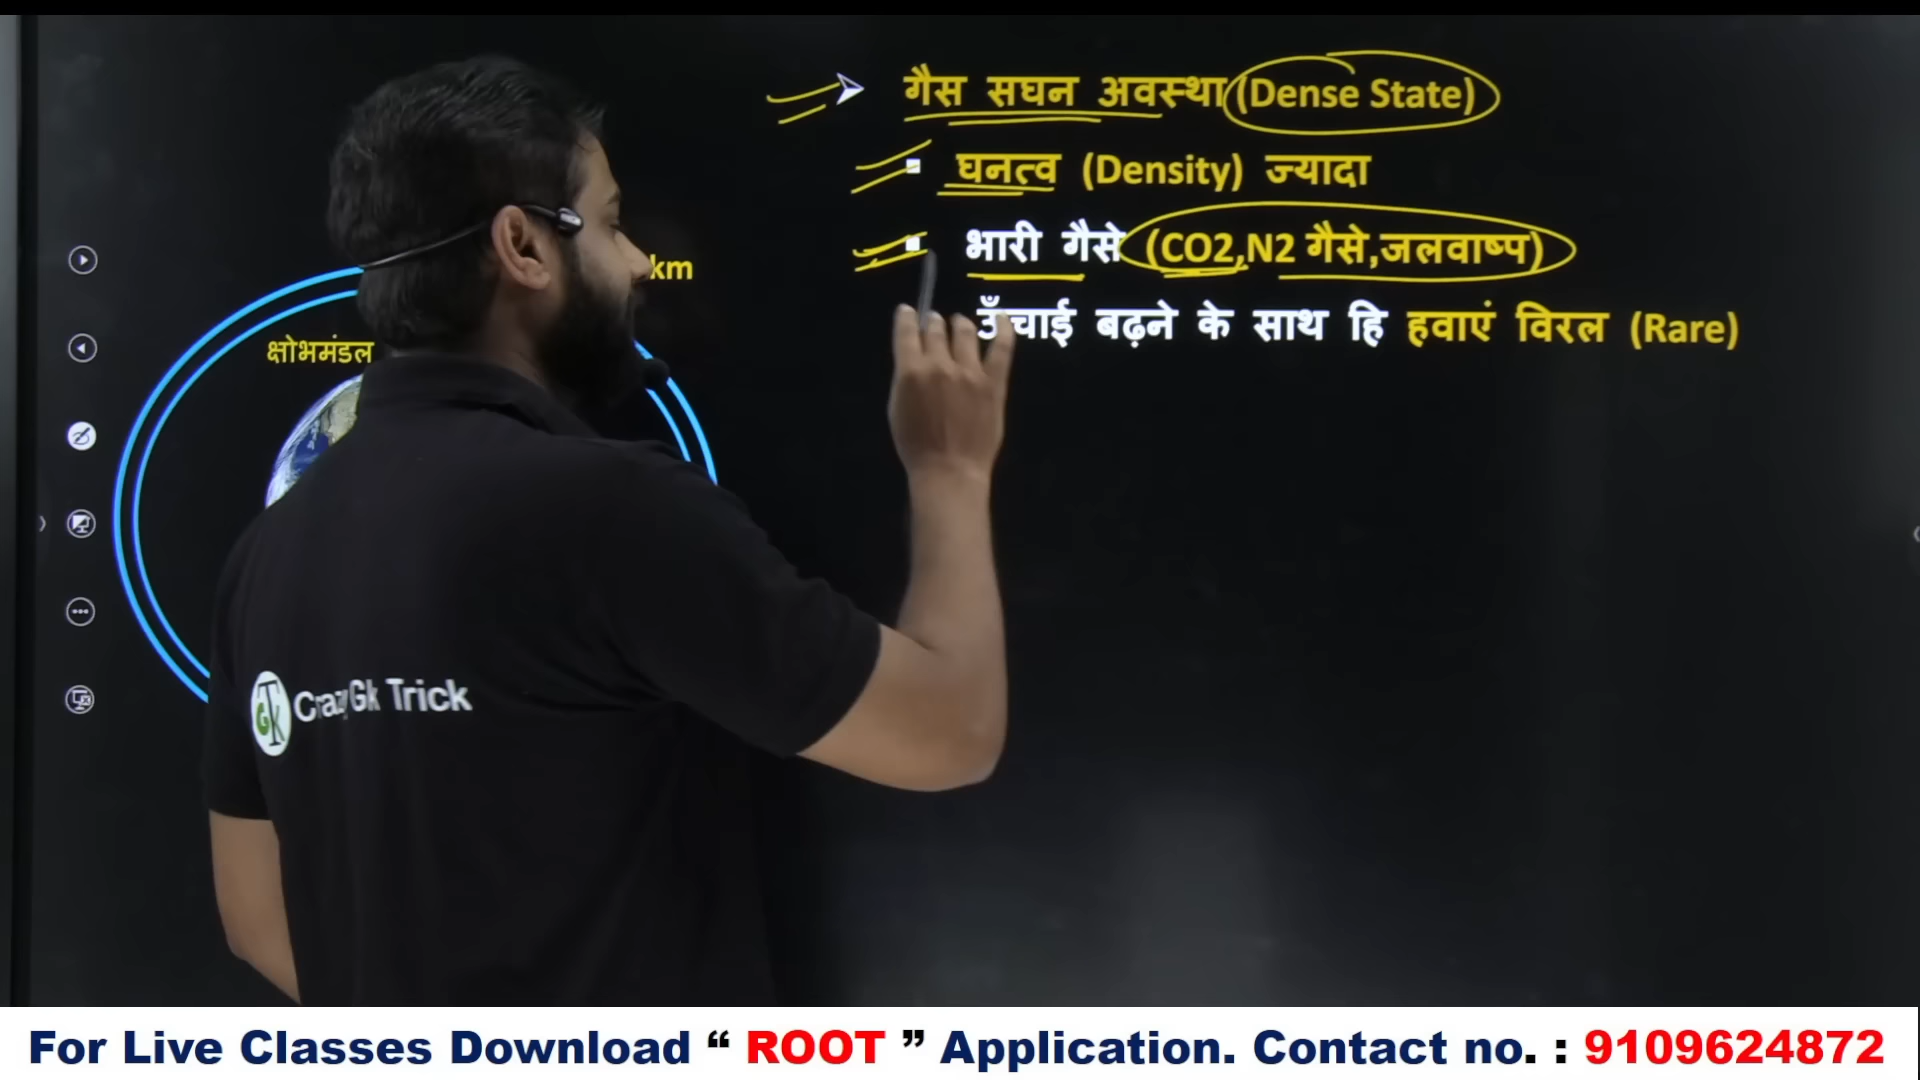 गैस सघन अवस्था (Dense State)
घनत्व (Density) ज्यादा
भारी गैसे (CO2,N2 गैसे,जलवाष्प)
उँचाई बढ़ने के साथ हि हवाएं विरल (Rare)
km
क्षोभमंडल
GTK Crazy Gk Trick
For Live Classes Download “ ROOT ” Application. Contact no. : 9109624872